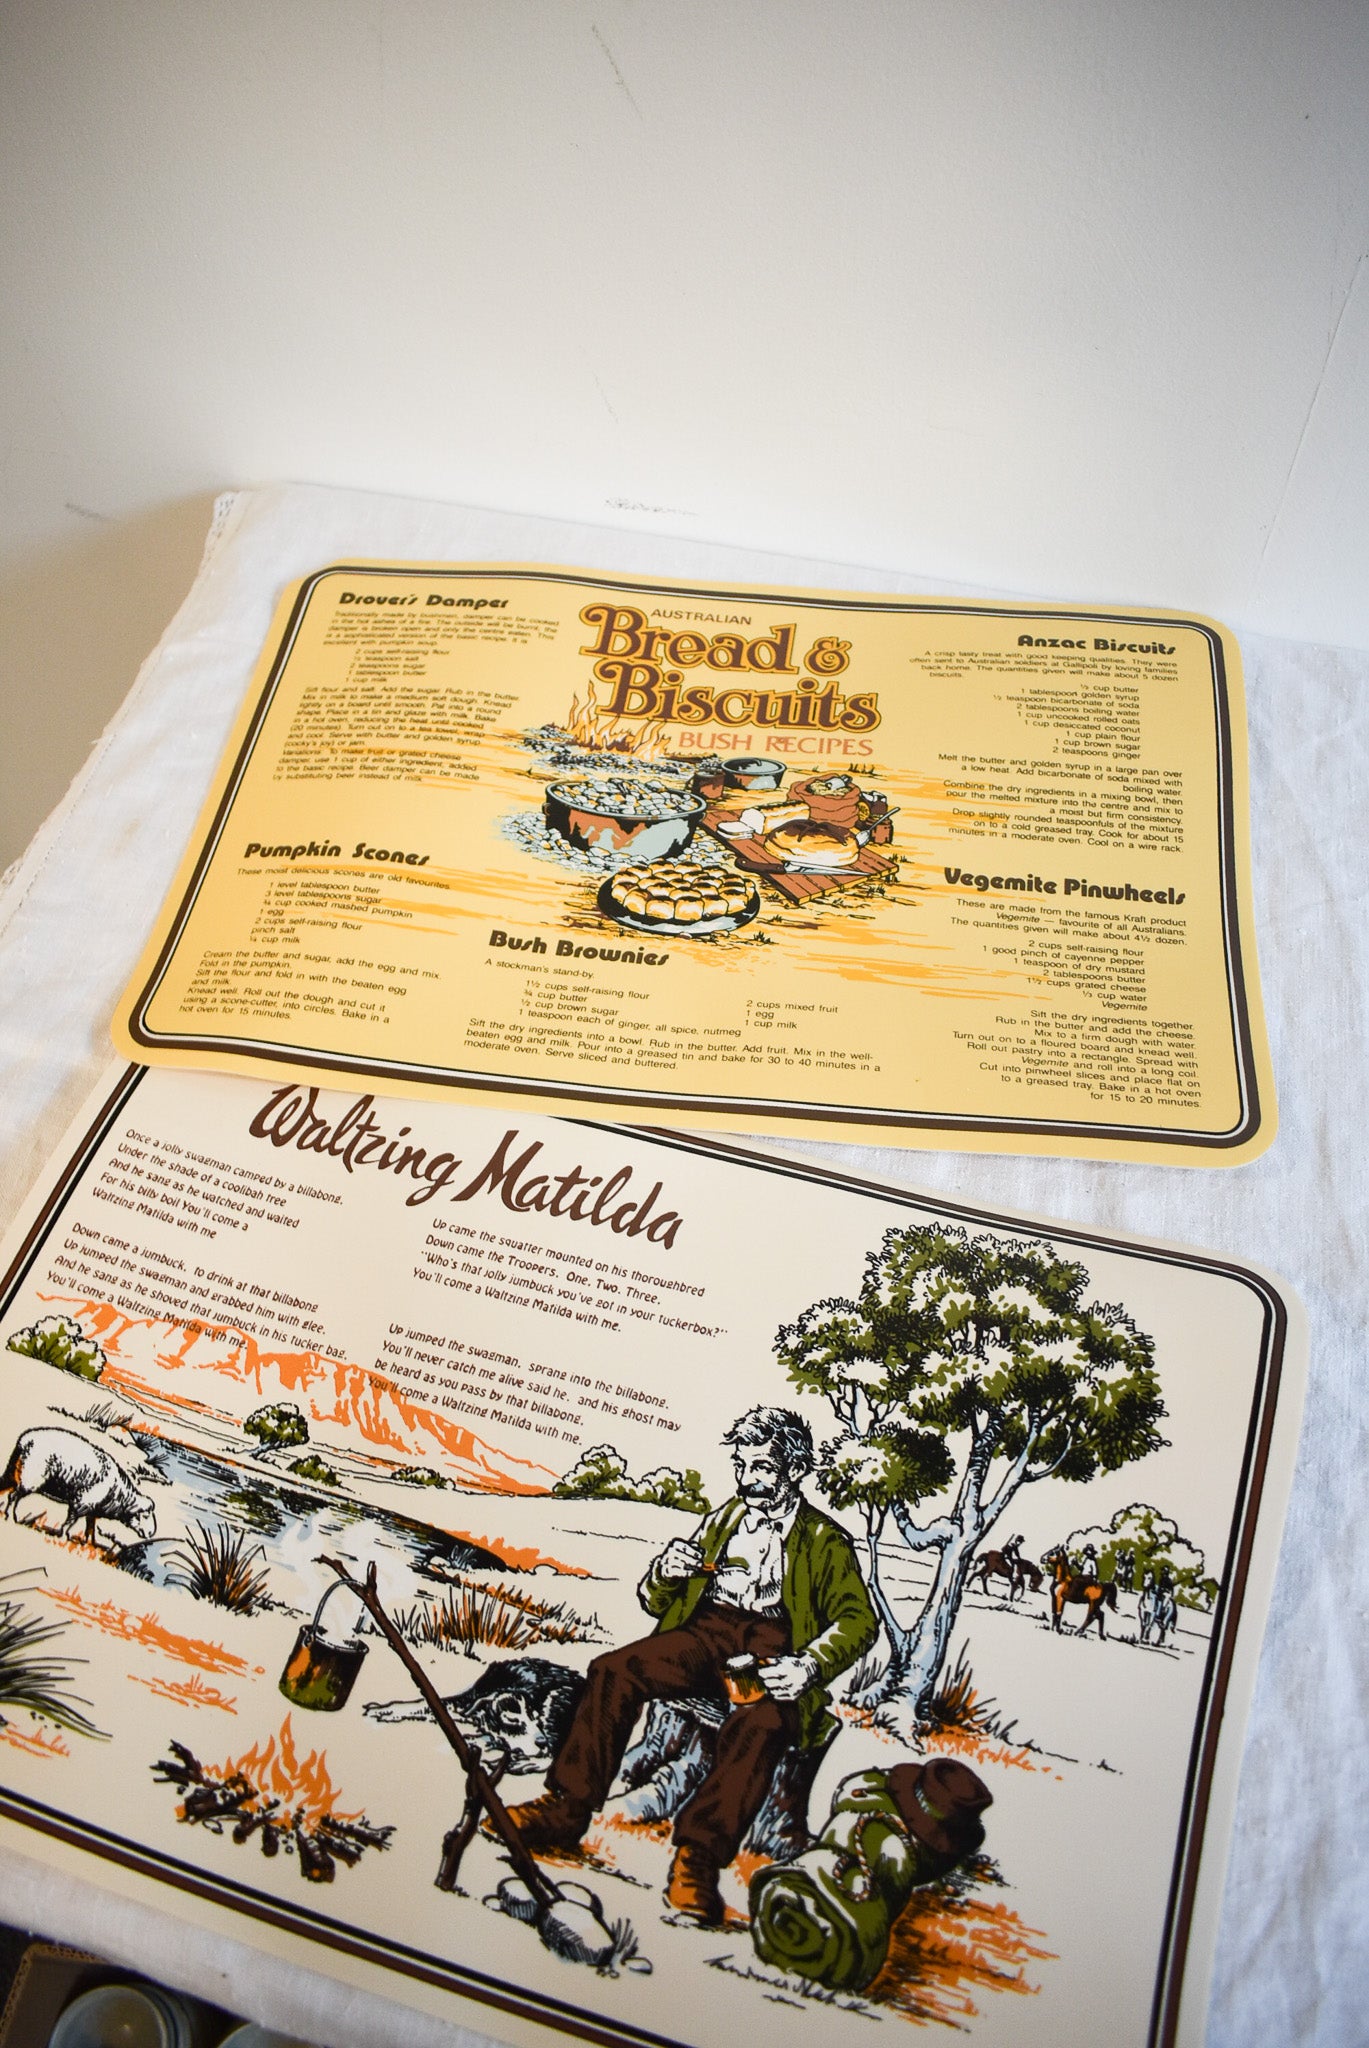 Drover's Damper
Traditionally made by bushmen, damper can be cooked
in the hot ashes of a fire. The outside will be burnt, the
damper is broken open and only the centre eaten. This
is a sophisticated version of the basic recipe. It is
excellent with pumpkin soup.
2 cups self-raising flour
½ teaspoon salt
2 teaspoons sugar
1 tablespoon butter
1 cup milk
Sift flour and salt. Add the sugar. Rub in the butter.
Mix in milk to make a medium soft dough. Knead
lightly on a board until smooth. Pat into a round
shape. Place in a tin and glaze with milk. Bake
in a hot oven, reducing the heat until cooked
(20 minutes). Turn out on to a tea towel, wrap
and cool. Serve with butter and golden syrup
(cocky's joy) or jam.
Variations: To make fruit or grated cheese
damper, use 1 cup of either ingredient, added
to the basic recipe. Beer damper can be made
by substituting beer instead of milk.
AUSTRALIAN
Bread &
Biscuits
BUSH RECIPES
Anzac Biscuits
A crisp tasty treat with good keeping qualities. They were
often sent to Australian soldiers at Gallipoli by loving families
back home. The quantities given will make about 5 dozen
biscuits.
½ cup butter
1 tablespoon golden syrup
½ teaspoon bicarbonate of soda
2 tablespoons boiling water
1 cup uncooked rolled oats
1 cup desiccated coconut
1 cup plain flour
1 cup brown sugar
2 teaspoons ginger
Melt the butter and golden syrup in a large pan over
a low heat. Add bicarbonate of soda mixed with
boiling water.
Combine the dry ingredients in a mixing bowl, then
pour the melted mixture into the centre and mix to
a moist but firm consistency.
Drop slightly rounded teaspoonfuls of the mixture
on to a cold greased tray. Cook for about 15
minutes in a moderate oven. Cool on a wire rack.
Pumpkin Scones
These most delicious scones are old favourites.
1 level tablespoon butter
3 level tablespoons sugar
¾ cup cooked mashed pumpkin
1 egg
2 cups self-raising flour
pinch salt
¼ cup milk
Cream the butter and sugar, add the egg and mix.
Fold in the pumpkin.
Sift the flour and fold in with the beaten egg
and milk.
Knead well. Roll out the dough and cut it
using a scone-cutter, into circles. Bake in a
hot oven for 15 minutes.
Bush Brownies
A stockman's stand-by.
1½ cups self-raising flour
¾ cup butter
½ cup brown sugar
1 teaspoon each of ginger, all spice, nutmeg
2 cups mixed fruit
1 egg
1 cup milk
Sift the dry ingredients into a bowl. Rub in the butter. Add fruit. Mix in the well-
beaten egg and milk. Pour into a greased tin and bake for 30 to 40 minutes in a
moderate oven. Serve sliced and buttered.
Vegemite Pinwheels
These are made from the famous Kraft product
Vegemite — favourite of all Australians.
The quantities given will make about 4½ dozen.
2 cups self-raising flour
1 good pinch of cayenne pepper
1 teaspoon of dry mustard
2 tablespoons butter
1½ cups grated cheese
⅓ cup water
Vegemite
Sift the dry ingredients together.
Rub in the butter and add the cheese.
Mix to a firm dough with water.
Turn out on to a floured board and knead well.
Roll out pastry into a rectangle. Spread with
Vegemite and roll into a long coil.
Cut into pinwheel slices and place flat on
to a greased tray. Bake in a hot oven
for 15 to 20 minutes.
Waltzing Matilda
Once a jolly swagman camped by a billabong.
Under the shade of a coolibah tree
And he sang as he watched and waited
For his billy boil You'll come a
Waltzing Matilda with me
Down came a jumbuck, to drink at that billabong
Up jumped the swagman and grabbed him with glee.
And he sang as he shoved that jumbuck in his tucker bag.
You'll come a Waltzing Matilda with me.
Up came the squatter mounted on his thoroughbred
Down came the Troopers. One. Two. Three.
"Who's that jolly jumbuck you've got in your tuckerbox?"
You'll come a Waltzing Matilda with me.
Up jumped the swagman, sprang into the billabong.
You'll never catch me alive said he. and his ghost may
be heard as you pass by that billabong.
You'll come a Waltzing Matilda with me.